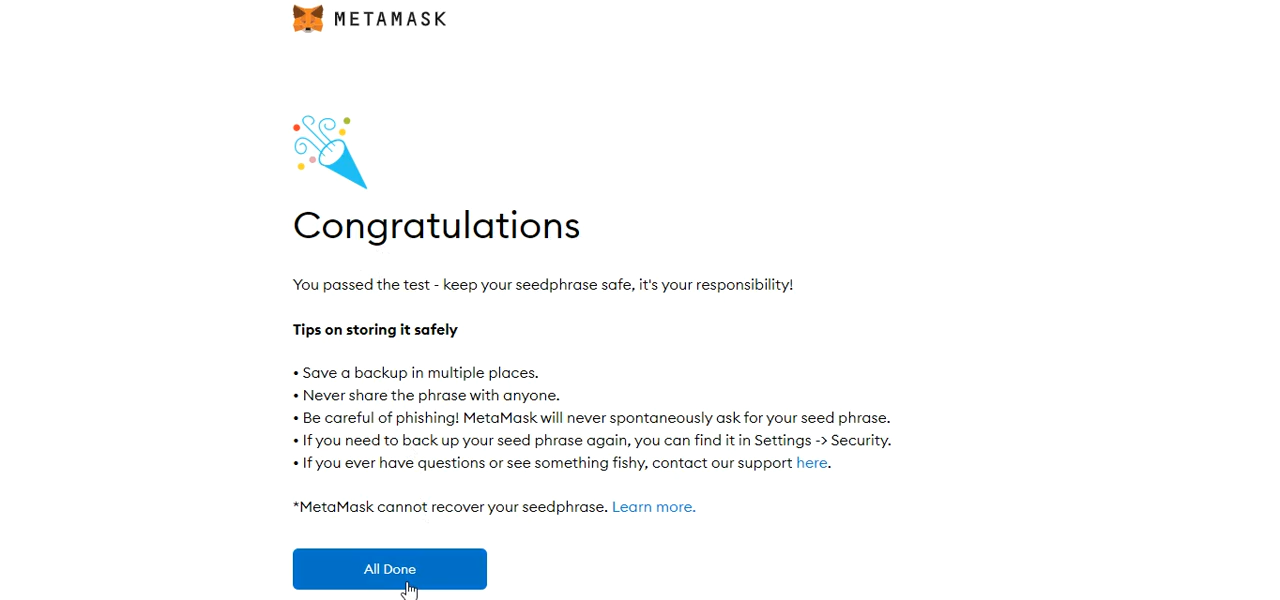 METAMASK
Congratulations
You passed the test - keep your seedphrase safe, it's your responsibility!
Tips on storing it safely
• Save a backup in multiple places.
• Never share the phrase with anyone.
• Be careful of phishing! MetaMask will never spontaneously ask for your seed phrase.
• If you need to back up your seed phrase again, you can find it in Settings -> Security.
• If you ever have questions or see something fishy, contact our support here.
*MetaMask cannot recover your seedphrase. Learn more.
All Done